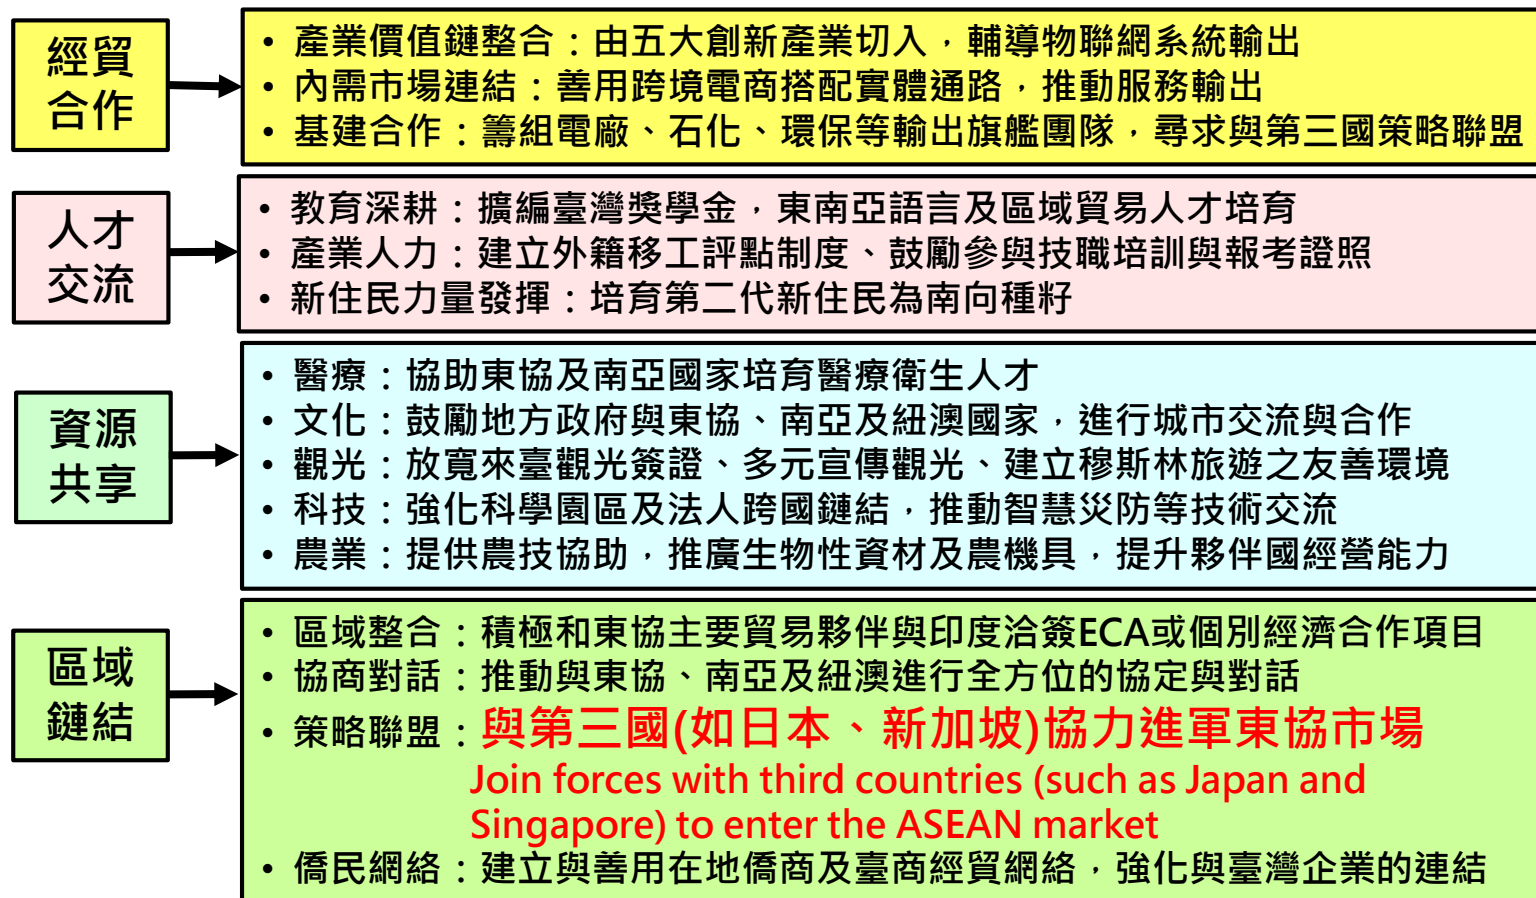 經貿
合作
• 產業價值鏈整合：由五大創新產業切入，輔導物聯網系統輸出
• 內需市場連結：善用跨境電商搭配實體通路，推動服務輸出
• 基建合作：籌組電廠、石化、環保等輸出旗艦團隊，尋求與第三國策略聯盟
人才
交流
• 教育深耕：擴編臺灣獎學金，東南亞語言及區域貿易人才培育
• 產業人力：建立外籍移工評點制度、鼓勵參與技職培訓與報考證照
• 新住民力量發揮：培育第二代新住民為南向種籽
資源
共享
• 醫療：協助東協及南亞國家培育醫療衛生人才
• 文化：鼓勵地方政府與東協、南亞及紐澳國家，進行城市交流與合作
• 觀光：放寬來臺觀光簽證、多元宣傳觀光、建立穆斯林旅遊之友善環境
• 科技：強化科學園區及法人跨國鏈結，推動智慧災防等技術交流
• 農業：提供農技協助，推廣生物性資材及農機具，提升夥伴國經營能力
區域
鏈結
• 區域整合：積極和東協主要貿易夥伴與印度洽簽ECA或個別經濟合作項目
• 協商對話：推動與東協、南亞及紐澳進行全方位的協定與對話
• 策略聯盟：與第三國(如日本、新加坡)協力進軍東協市場
Join forces with third countries (such as Japan and
Singapore) to enter the ASEAN market
• 僑民網絡：建立與善用在地僑商及臺商經貿網絡，強化與臺灣企業的連結